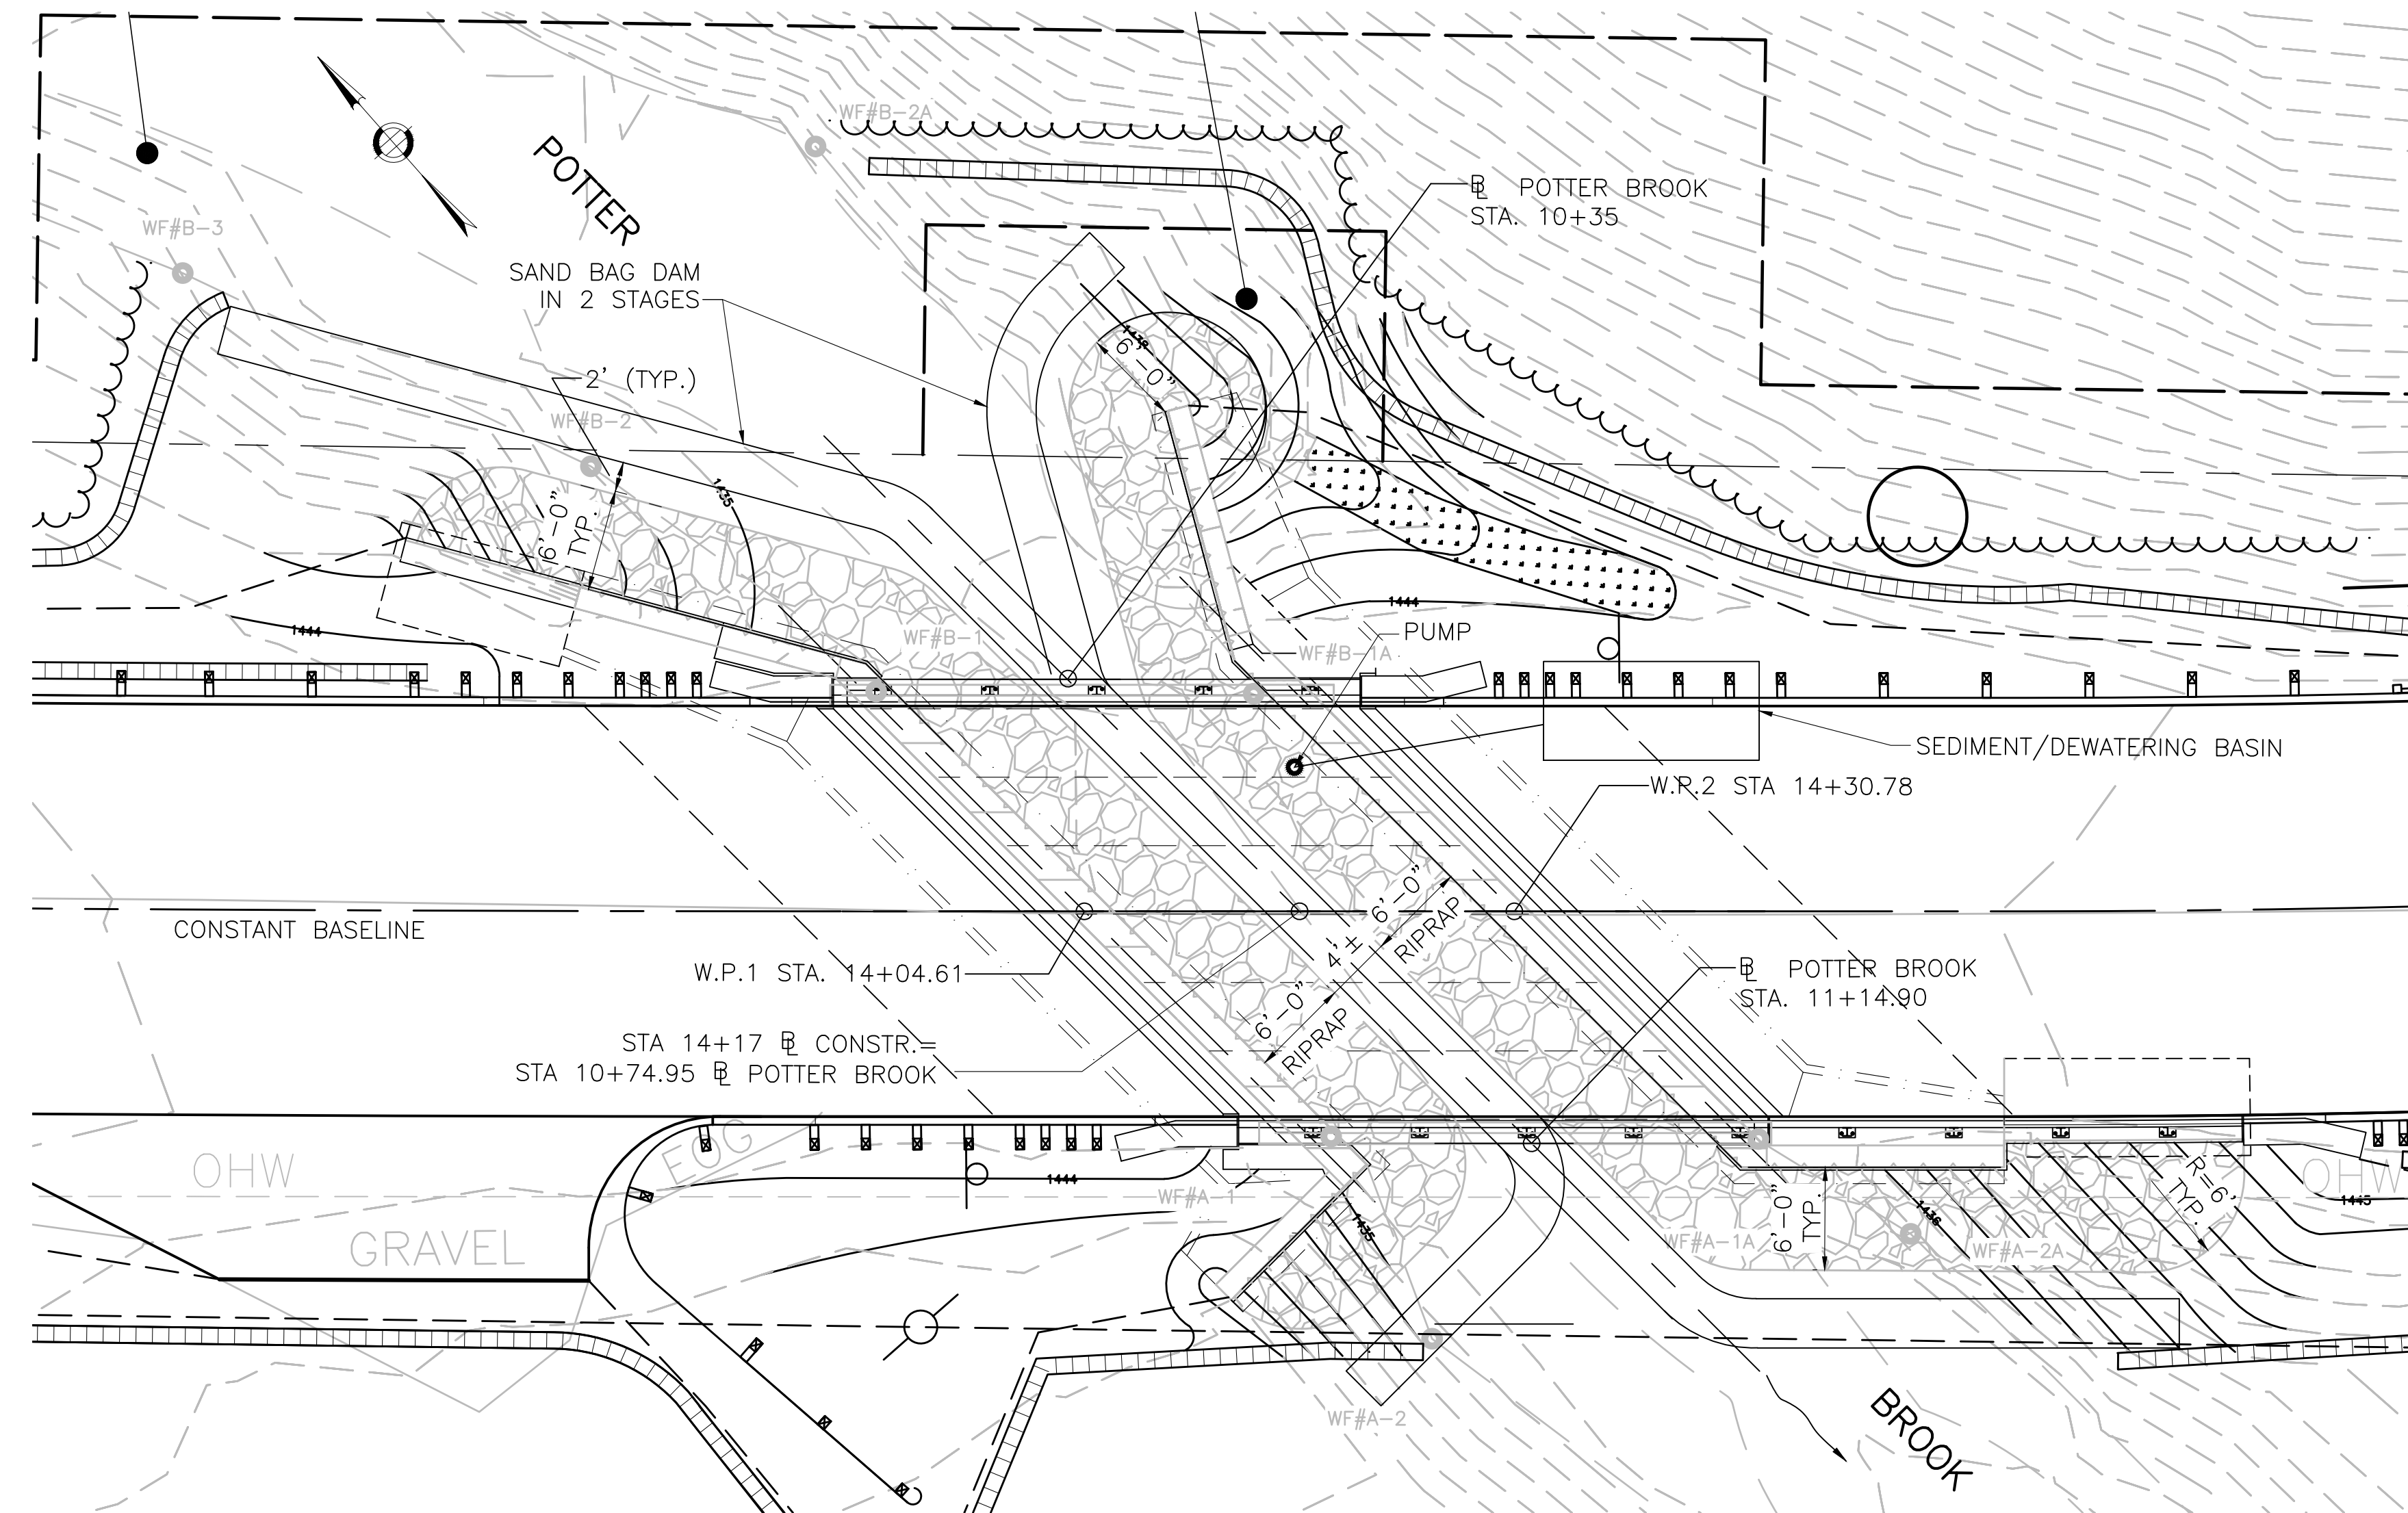 WF#B-2A
POTTER
℄ POTTER BROOK
STA. 10+35
WF#B-3
SAND BAG DAM
IN 2 STAGES
1438
6'-0"
2' (TYP.)
WF#B-2
1435
6'-0"
TYP.
1444
1444
WF#B-1
PUMP
WF#B-1A
SEDIMENT/DEWATERING BASIN
W.P.2 STA 14+30.78
CONSTANT BASELINE
6'-0"
RIPRAP
4'±
W.P.1 STA. 14+04.61
℄ POTTER BROOK
STA. 11+14.90
6'-0"
RIPRAP
STA 14+17 ℄ CONSTR.=
STA 10+74.95 ℄ POTTER BROOK
EOG
OHW
1444
WF#A-1
1435
6'-0"
TYP.
1436
R=6'
TYP.
OHW
1445
GRAVEL
WF#A-1A
WF#A-2A
WF#A-2
BROOK